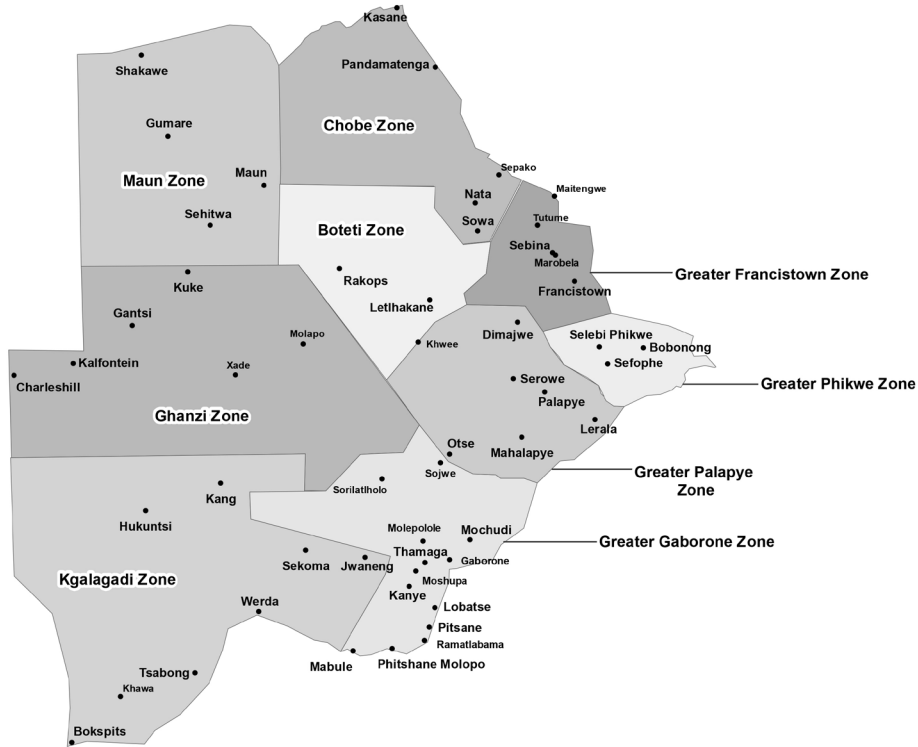 Kasane
Shakawe
Pandamatenga
Gumare
Chobe Zone
Sepako
Maun
Maun Zone
Maitengwe
Nata
Sehitwa
Tutume
Sowa
Boteti Zone
Sebina
Marobela
Greater Francistown Zone
Rakops
Kuke
Francistown
Letlhakane
Gantsi
Dimajwe
Selebi Phikwe
Molapo
Khwee
Bobonong
Kalfontein
Sefophe
Xade
Serowe
Charleshill
Greater Phikwe Zone
Palapye
Ghanzi Zone
Lerala
Otse
Mahalapye
Greater Palapye
Zone
Sojwe
Sorilatlholo
Kang
Hukuntsi
Molepolole
Mochudi
Greater Gaborone Zone
Thamaga
Gaborone
Sekoma
Jwaneng
Kgalagadi Zone
Moshupa
Kanye
Werda
Lobatse
Pitsane
Ramatlabama
Mabule
Phitshane Molopo
Tsabong
Khawa
Bokspits